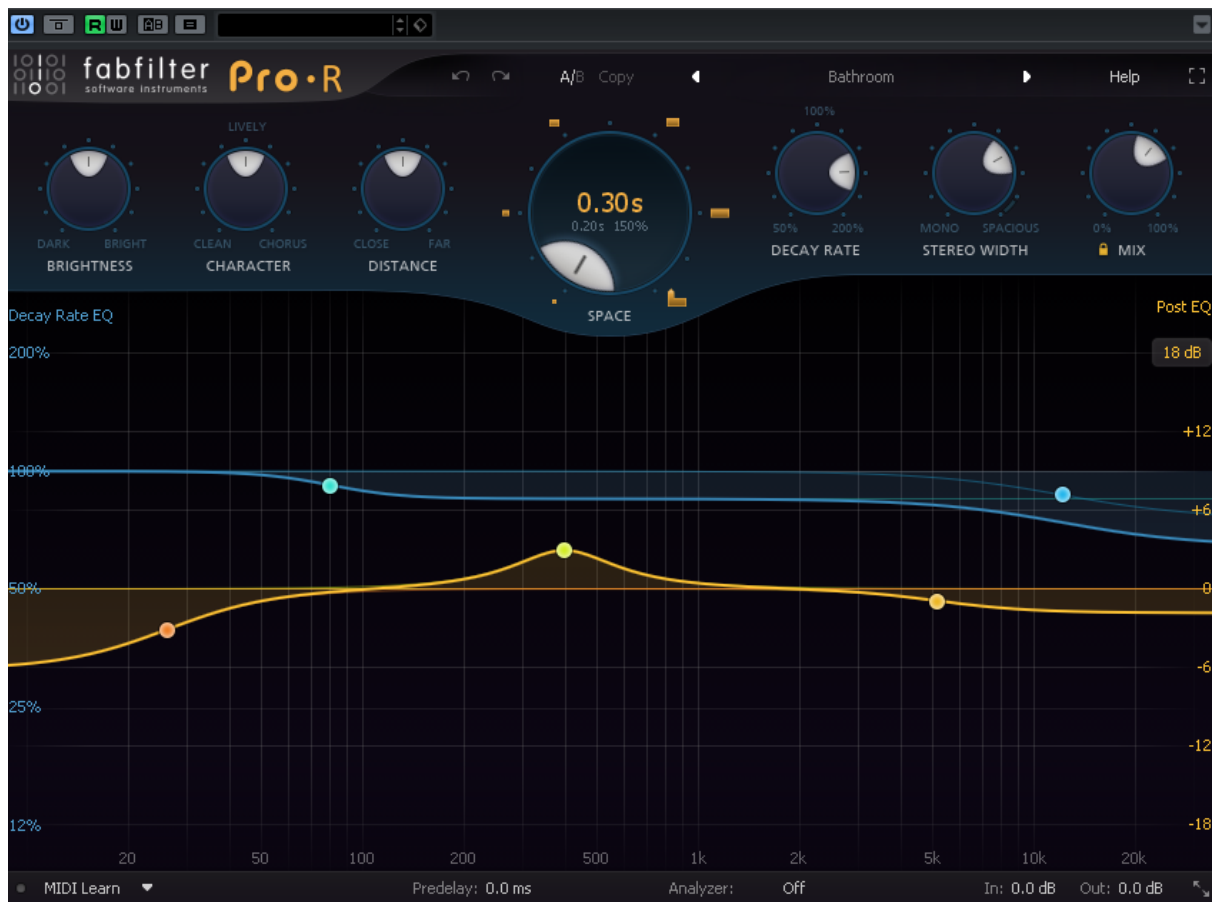 R W AB
fabfilter
software instruments
Pro·R
A/B Copy
Bathroom
Help
LIVELY
100%
0.30s
0.20s 150%
DARK BRIGHT
CLEAN CHORUS
CLOSE FAR
50% 200%
MONO SPACIOUS
0% 100%
BRIGHTNESS
CHARACTER
DISTANCE
DECAY RATE
STEREO WIDTH
MIX
SPACE
Decay Rate EQ
Post EQ
200%
18 dB
+12
100%
+6
50%
0
-6
25%
-12
12%
-18
20 50 100 200 500 1k 2k 5k 10k 20k
MIDI Learn Predelay: 0.0 ms Analyzer: Off In: 0.0 dB Out: 0.0 dB